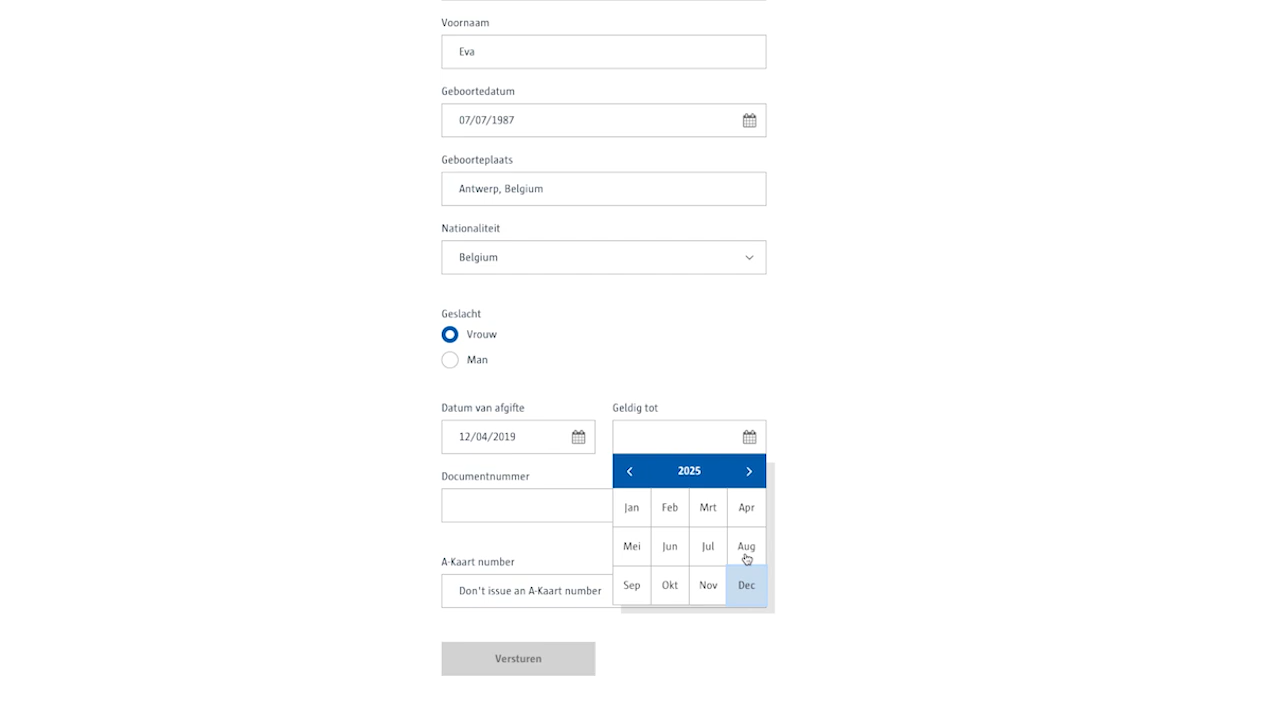 Voornaam
Eva
Geboortedatum
07/07/1987
Geboorteplaats
Antwerp, Belgium
Nationaliteit
Belgium
Geslacht
Vrouw
Man
Datum van afgifte
Geldig tot
12/04/2019
2025
Documentnummer
Jan Feb Mrt Apr
Mei Jun Jul Aug
Sep Okt Nov Dec
A-Kaart number
Don't issue an A-Kaart number
Versturen